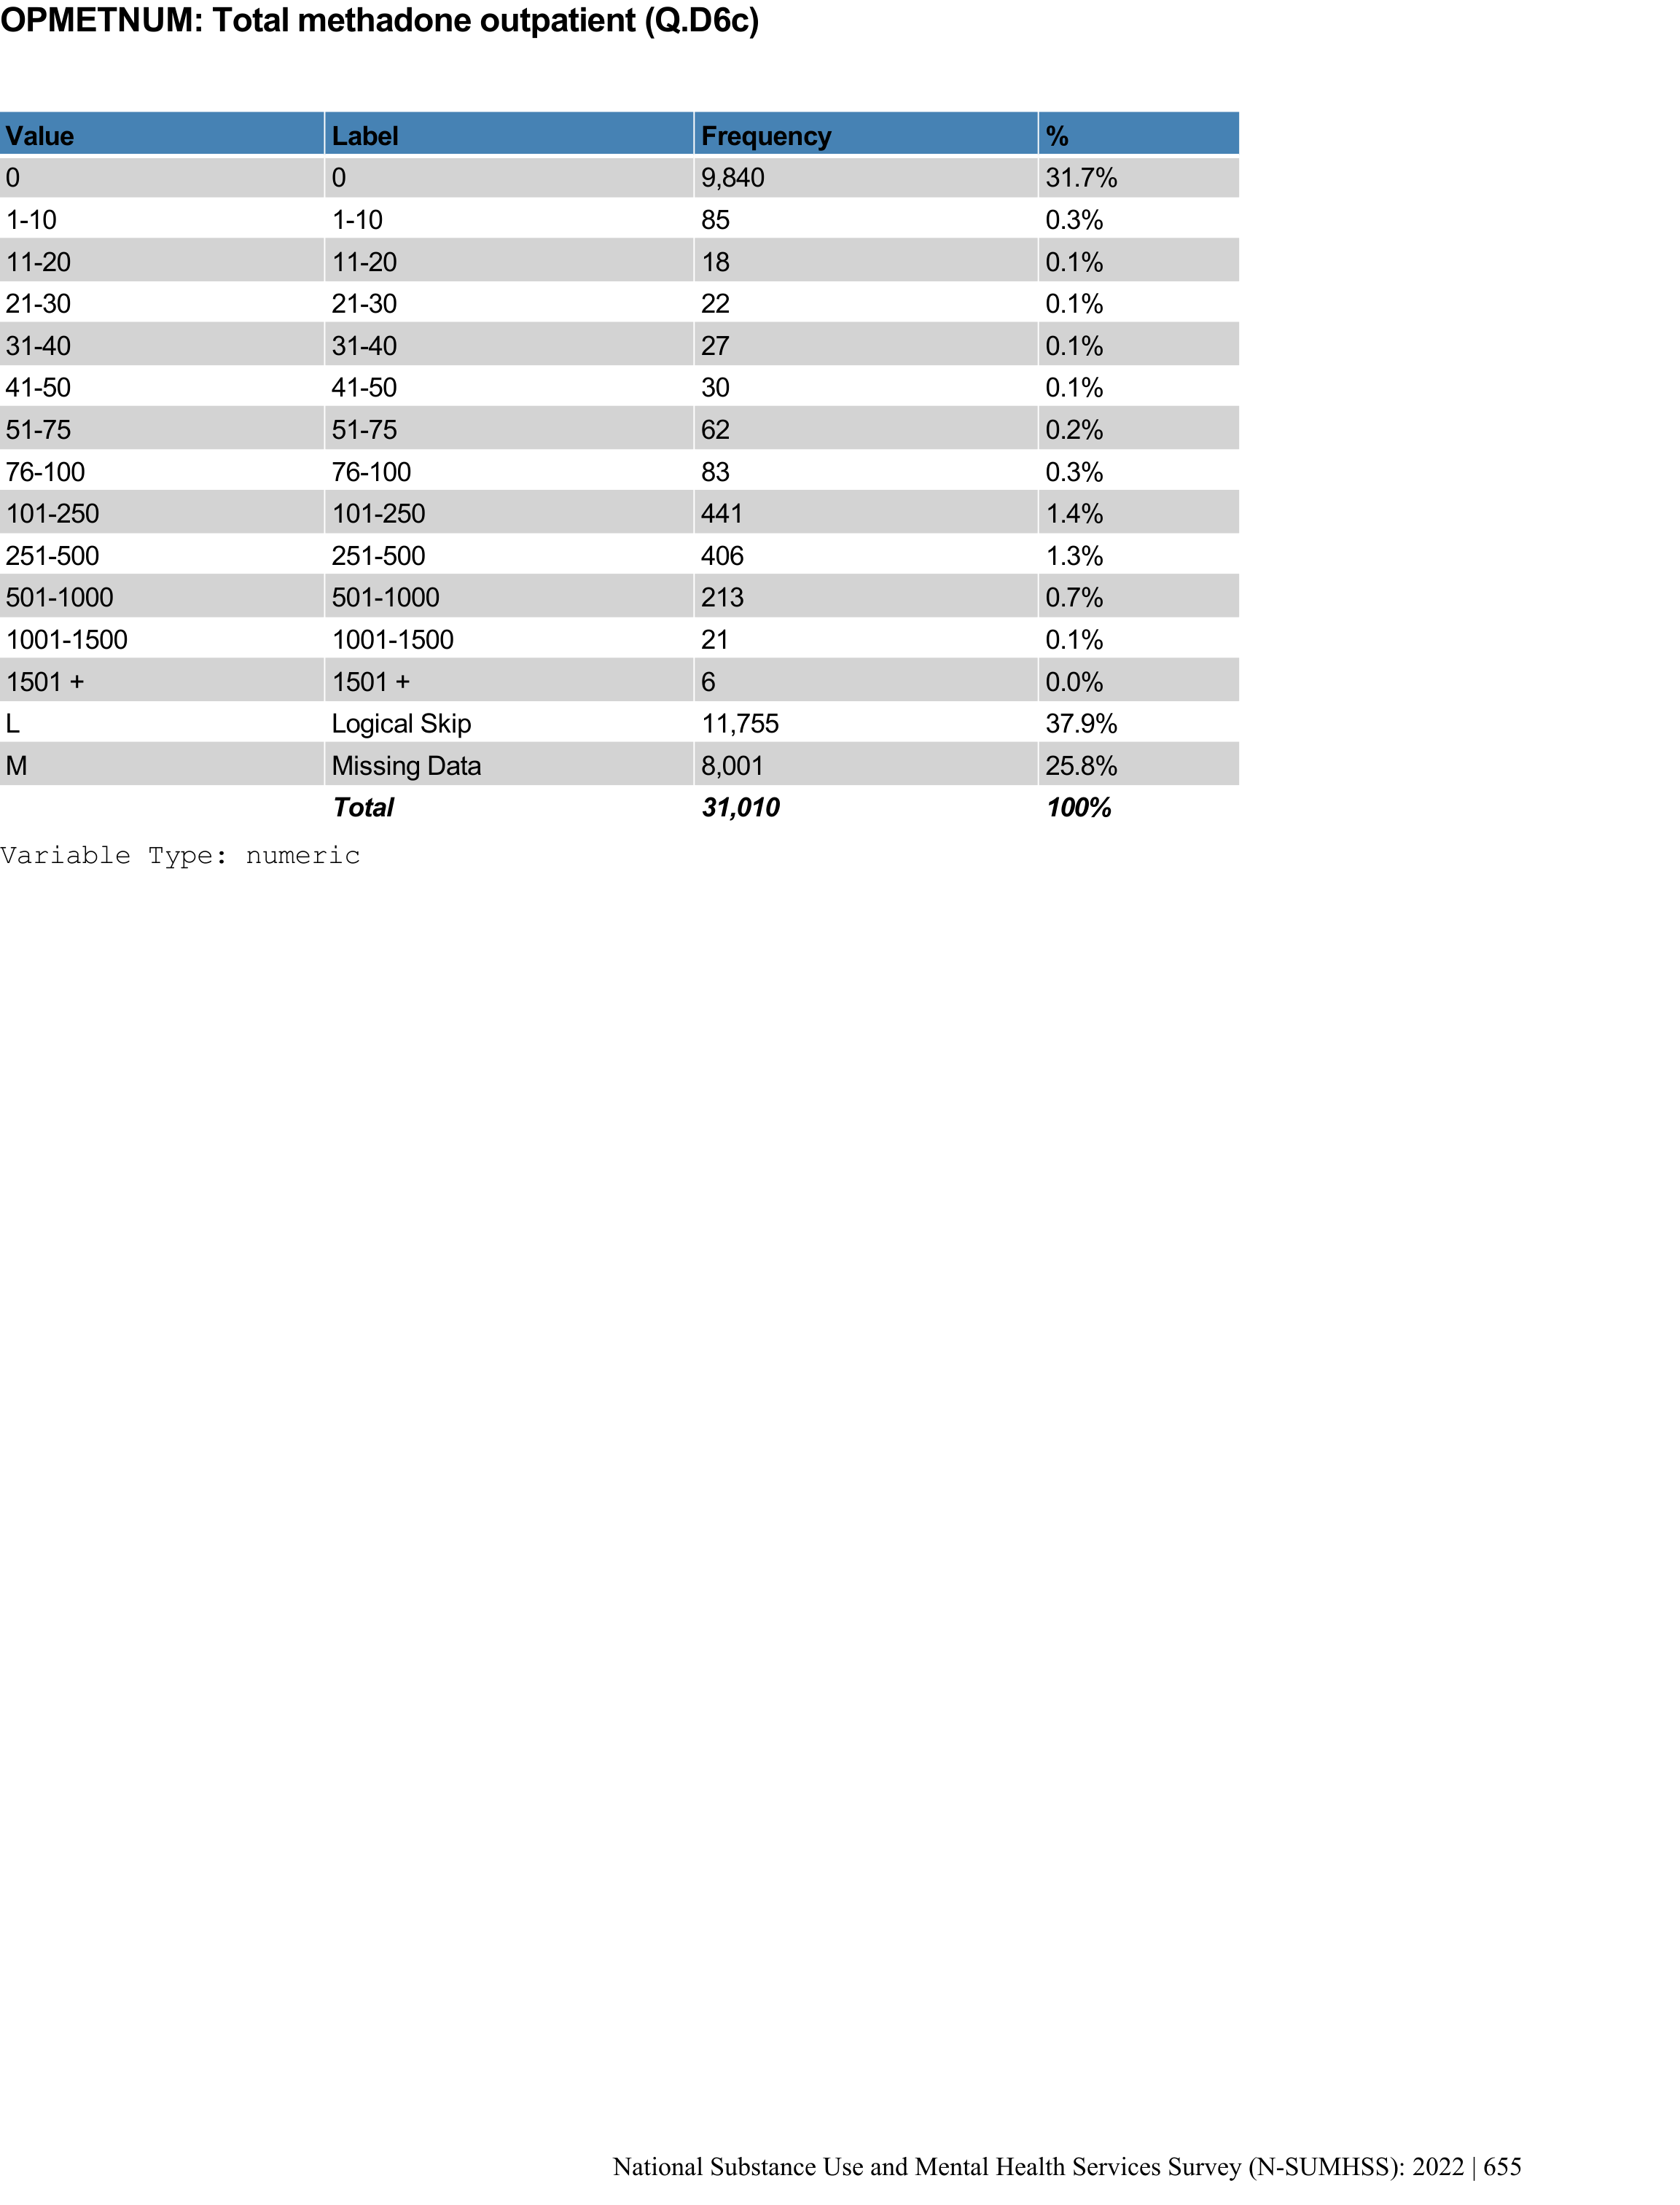 OPMETNUM: Total methadone outpatient (Q.D6c)
Value Label Frequency %
0 0 9,840 31.7%
1-10 1-10 85 0.3%
11-20 11-20 18 0.1%
21-30 21-30 22 0.1%
31-40 31-40 27 0.1%
41-50 41-50 30 0.1%
51-75 51-75 62 0.2%
76-100 76-100 83 0.3%
101-250 101-250 441 1.4%
251-500 251-500 406 1.3%
501-1000 501-1000 213 0.7%
1001-1500 1001-1500 21 0.1%
1501 + 1501 + 6 0.0%
L Logical Skip 11,755 37.9%
M Missing Data 8,001 25.8%
Total 31,010 100%
Variable Type: numeric
National Substance Use and Mental Health Services Survey (N-SUMHSS): 2022 | 655